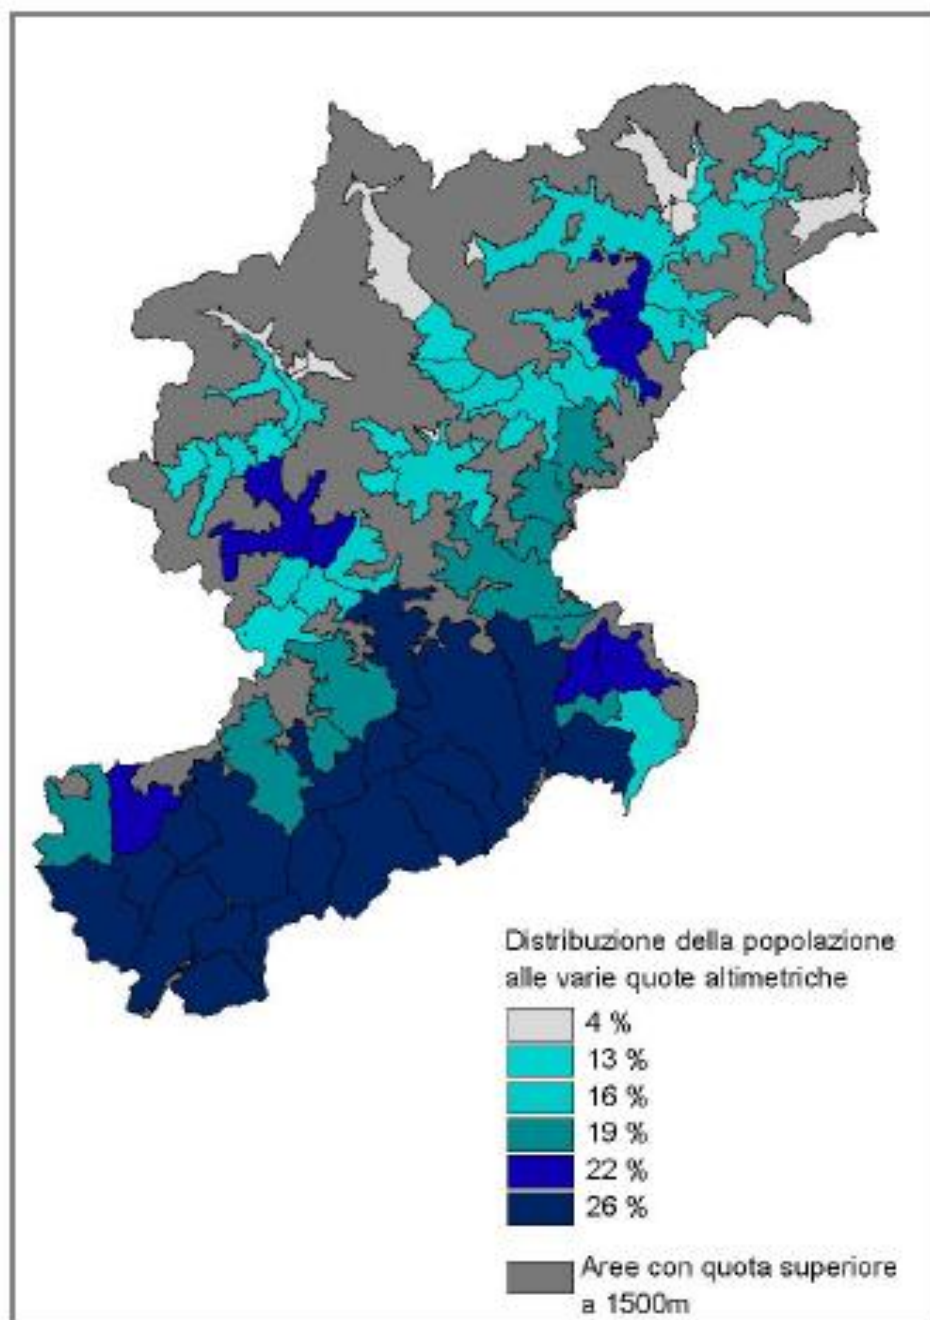 Distribuzione della popolazione
alle varie quote altimetriche
4 %
13 %
16 %
19 %
22 %
26 %
Aree con quota superiore
a 1500m